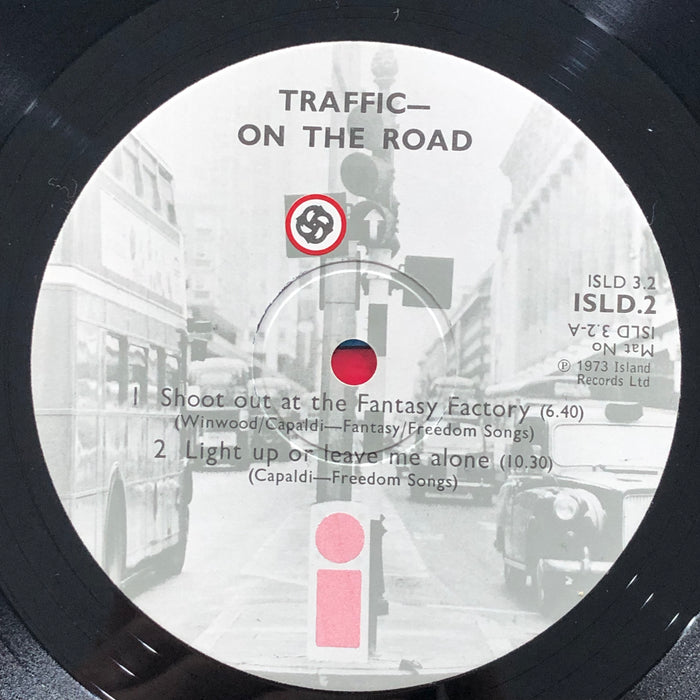 TRAFFIC—
ON THE ROAD
ISLD 3.2
ISLD.2
Mat No
ISLD 3.2-A
℗ 1973 Island
Records Ltd
1 Shoot out at the Fantasy Factory (6.40)
(Winwood/Capaldi—Fantasy/Freedom Songs)
2 Light up or leave me alone (10.30)
(Capaldi—Freedom Songs)
i